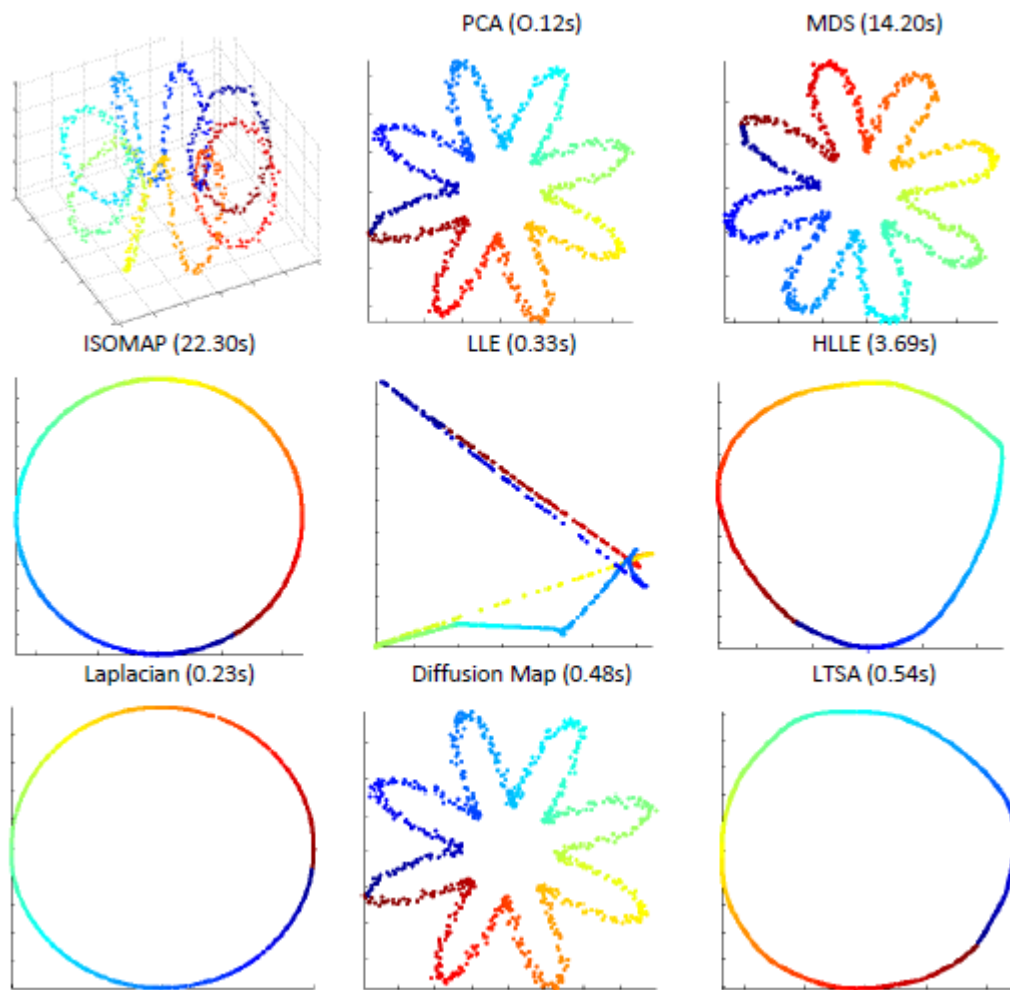 PCA (O.12s)
MDS (14.20s)
ISOMAP (22.30s)
LLE (0.33s)
HLLE (3.69s)
Laplacian (0.23s)
Diffusion Map (0.48s)
LTSA (0.54s)